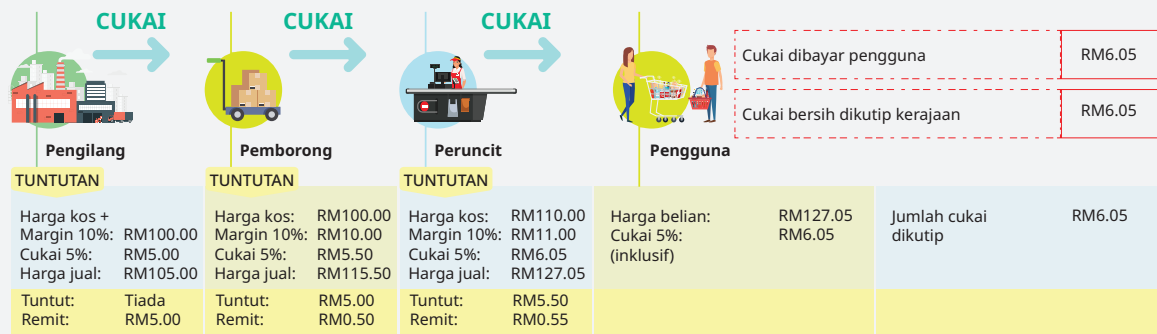 CUKAI
CUKAI
CUKAI
Cukai dibayar pengguna RM6.05
Cukai bersih dikutip kerajaan RM6.05
Pengilang
Pemborong
Peruncit
Pengguna
TUNTUTAN
Harga kos +
Margin 10%: RM100.00
Cukai 5%: RM5.00
Harga jual: RM105.00
Tuntut: Tiada
Remit: RM5.00
TUNTUTAN
Harga kos: RM100.00
Margin 10%: RM10.00
Cukai 5%: RM5.50
Harga jual: RM115.50
Tuntut: RM5.00
Remit: RM0.50
TUNTUTAN
Harga kos: RM110.00
Margin 10%: RM11.00
Cukai 5%: RM6.05
Harga jual: RM127.05
Tuntut: RM5.50
Remit: RM0.55
Harga belian: RM127.05
Cukai 5%: RM6.05
(inklusif)
Jumlah cukai RM6.05
dikutip